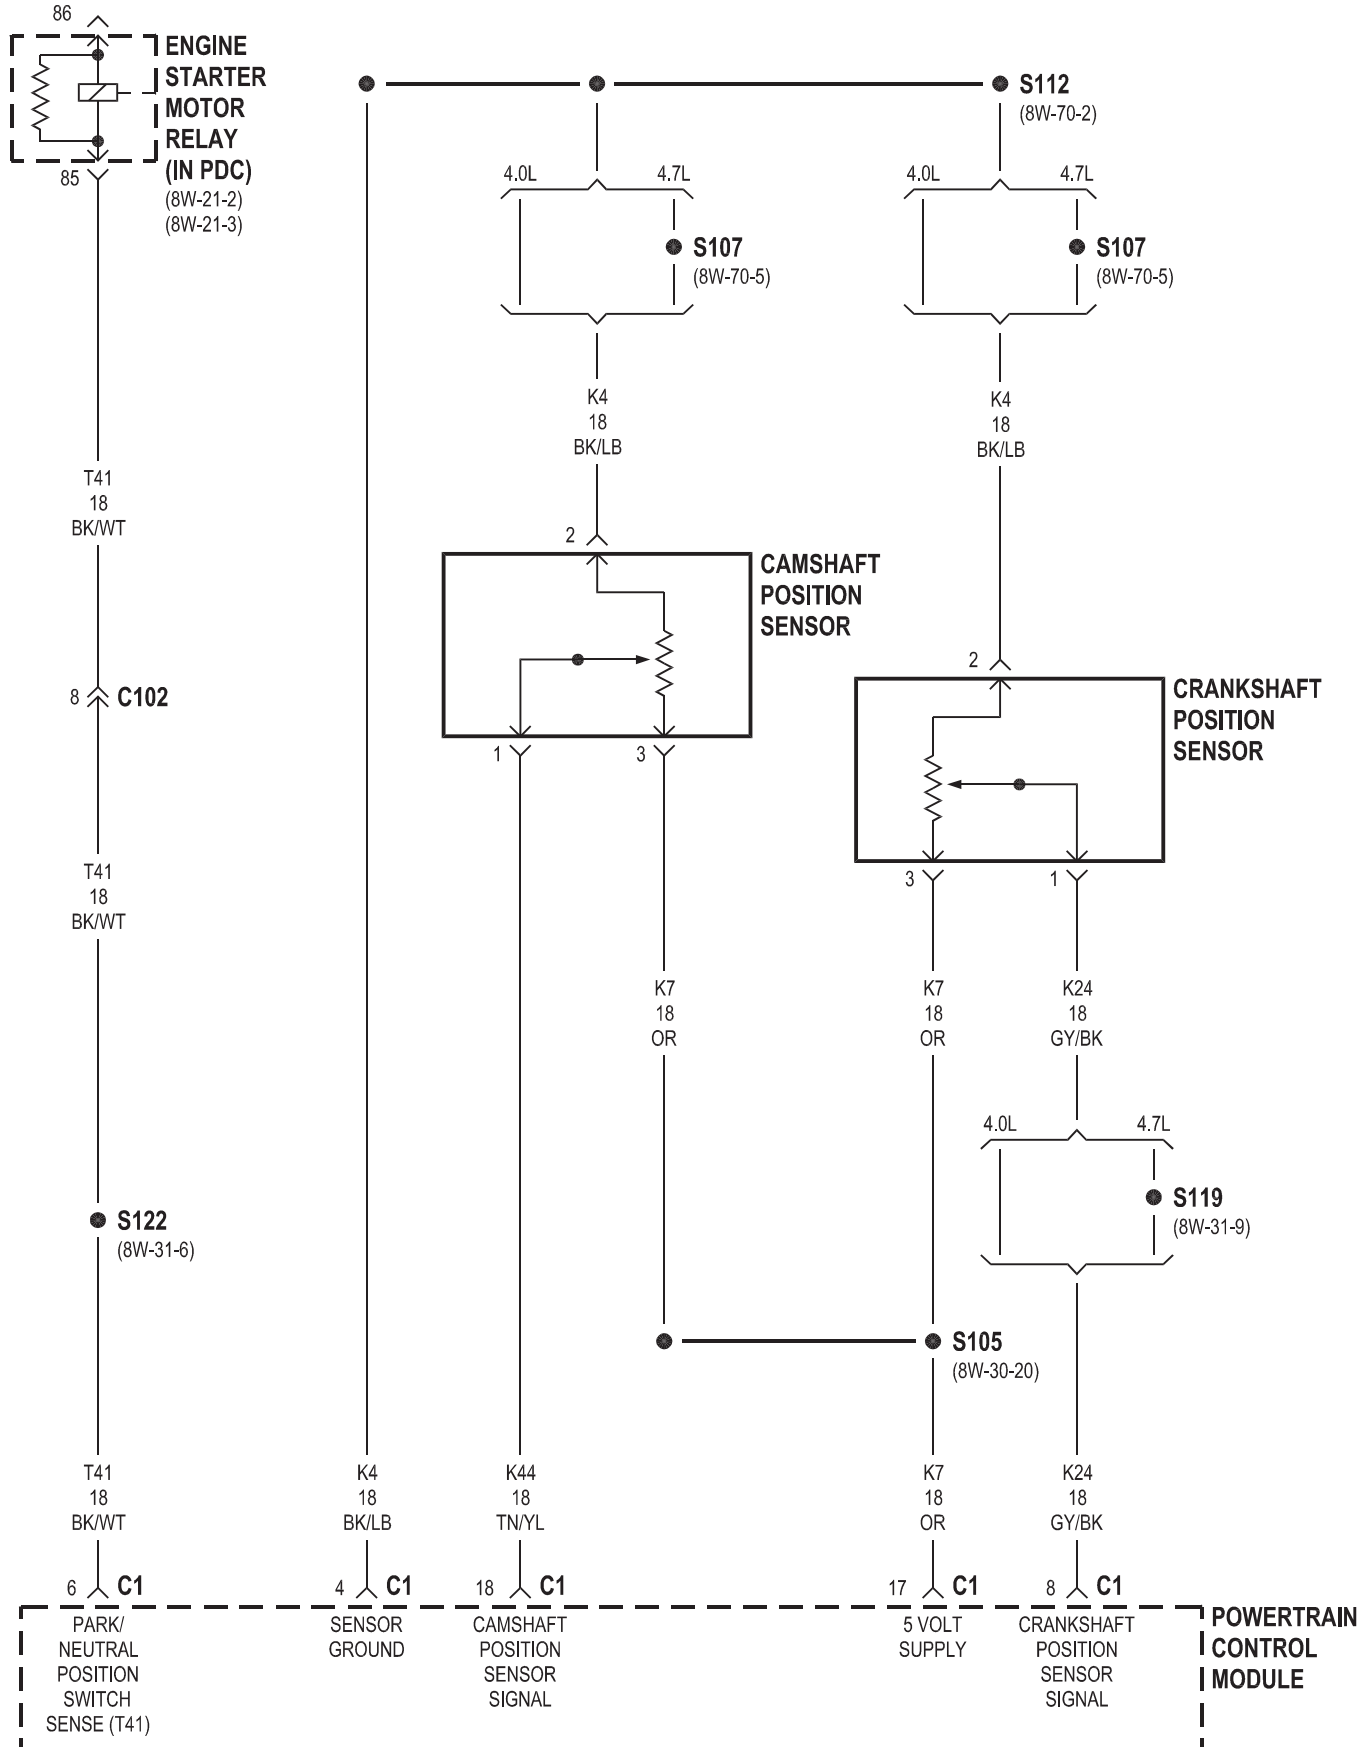 86
ENGINE
STARTER
MOTOR
RELAY
(IN PDC)
(8W-21-2)
(8W-21-3)
85
S112
(8W-70-2)
4.0L
4.7L
S107
(8W-70-5)
4.0L
4.7L
S107
(8W-70-5)
K4
18
BK/LB
K4
18
BK/LB
T41
18
BK/WT
2
CAMSHAFT
POSITION
SENSOR
1
3
2
CRANKSHAFT
POSITION
SENSOR
3
1
8
C102
T41
18
BK/WT
K7
18
OR
K7
18
OR
K24
18
GY/BK
4.0L
4.7L
S119
(8W-31-9)
S122
(8W-31-6)
S105
(8W-30-20)
T41
18
BK/WT
K4
18
BK/LB
K44
18
TN/YL
K7
18
OR
K24
18
GY/BK
6
C1
4
C1
18
C1
17
C1
8
C1
PARK/
NEUTRAL
POSITION
SWITCH
SENSE (T41)
SENSOR
GROUND
CAMSHAFT
POSITION
SENSOR
SIGNAL
5 VOLT
SUPPLY
CRANKSHAFT
POSITION
SENSOR
SIGNAL
POWERTRAIN
CONTROL
MODULE